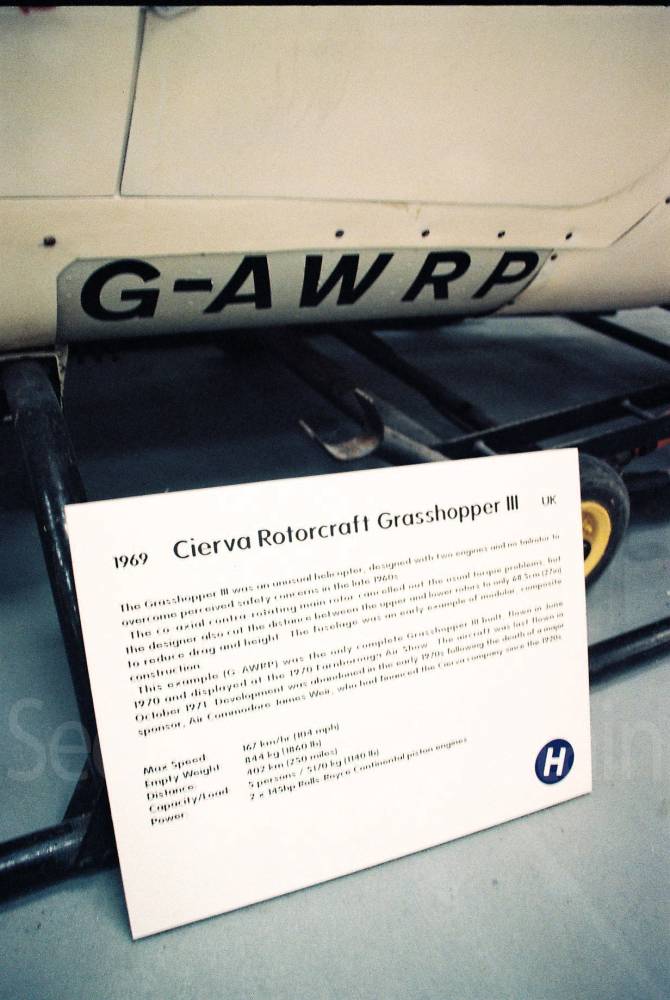 G-AWRP
1969 Cierva Rotorcraft Grasshopper III UK
The Grasshopper III was an unusual helicopter, designed with two engines and no tailrotor to
overcome perceived safety concerns in the late 1960s.
The co-axial contra-rotating main rotor cancelled out the usual torque problems, but
the designer also cut the distance between the upper and lower rotors to only 68.5cm (27in)
to reduce drag and height. The fuselage was an early example of modular, composite
construction.
This example (G-AWRP) was the only complete Grasshopper III built, flown in June
1970 and displayed at the 1970 Farnborough Air Show. The aircraft was last flown in
October 1971. Development was abandoned in the early 1970s following the death of a major
sponsor, Air Commodore James Weir, who had financed the Cierva company since the 1920s.
Max Speed 167 km/hr (104 mph)
Empty Weight 844 kg (1860 lb)
Distance 402 km (250 miles)
Capacity/Load 5 persons / 5170 kg (1140 lb)
Power 2 x 145hp Rolls-Royce Continental piston engines
H